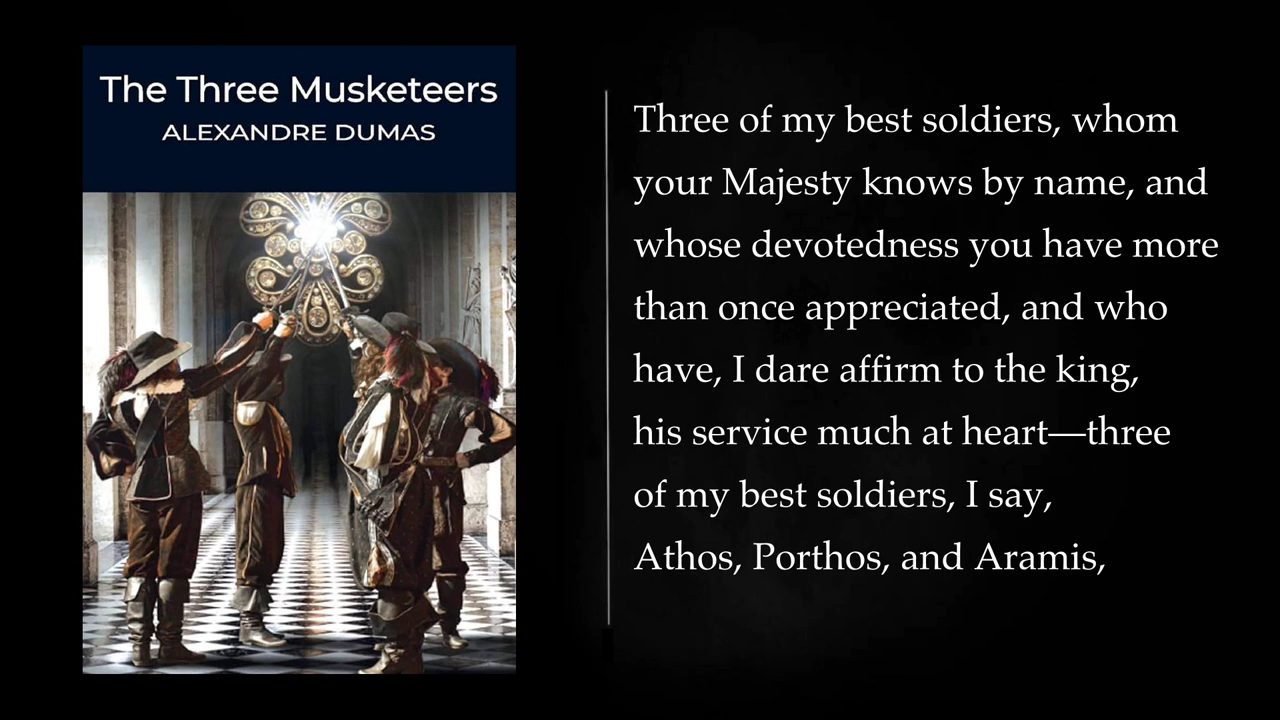 The Three Musketeers
ALEXANDRE DUMAS
Three of my best soldiers, whom
your Majesty knows by name, and
whose devotedness you have more
than once appreciated, and who
have, I dare affirm to the king,
his service much at heart—three
of my best soldiers, I say,
Athos, Porthos, and Aramis,